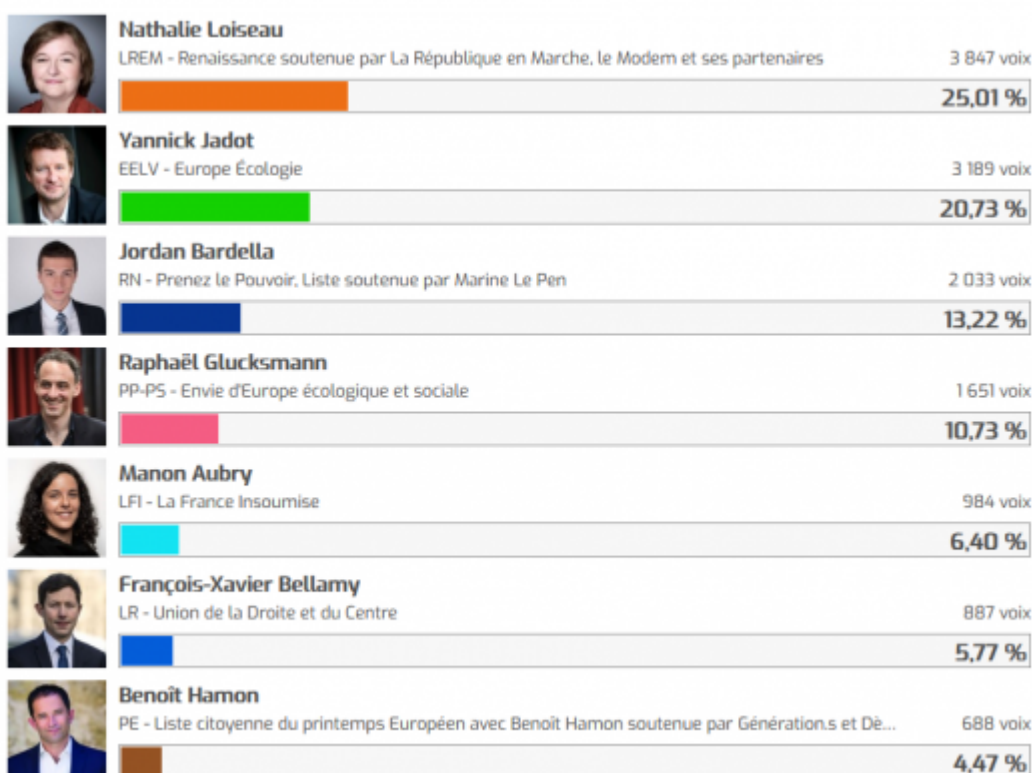 Nathalie Loiseau
LREM - Renaissance soutenue par La République en Marche, le Modem et ses partenaires 3 847 voix
25,01 %
Yannick Jadot
EELV - Europe Écologie 3 189 voix
20,73 %
Jordan Bardella
RN - Prenez le Pouvoir, Liste soutenue par Marine Le Pen 2 033 voix
13,22 %
Raphaël Glucksmann
PP-PS - Envie d'Europe écologique et sociale 1 651 voix
10,73 %
Manon Aubry
LFI - La France Insoumise 984 voix
6,40 %
François-Xavier Bellamy
LR - Union de la Droite et du Centre 887 voix
5,77 %
Benoît Hamon
PE - Liste citoyenne du printemps Européen avec Benoît Hamon soutenue par Génération.s et Dè... 688 voix
4,47 %